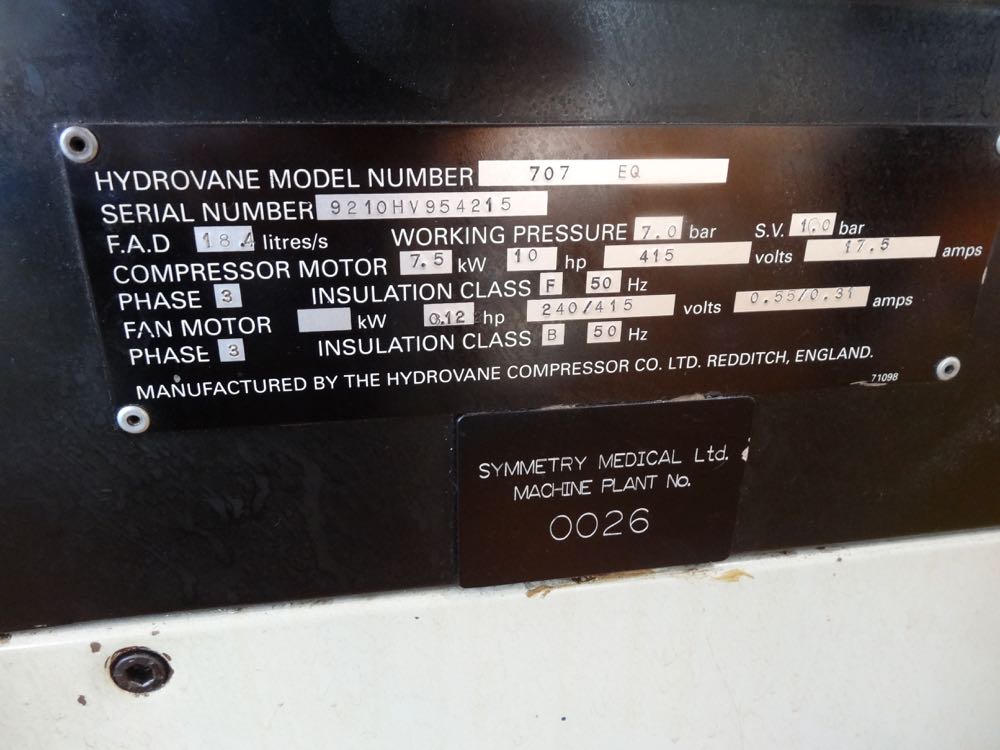 HYDROVANE MODEL NUMBER 707 EQ
SERIAL NUMBER 9210HV954215
F.A.D 18.4 litres/s WORKING PRESSURE 7.0 bar S.V. bar
COMPRESSOR MOTOR 7.5 kW 10 hp 415 volts 17.5 amps
PHASE 3 INSULATION CLASS F 50 Hz
FAN MOTOR kW 0.12 hp 240/415 volts 0.55/0.31 amps
PHASE 3 INSULATION CLASS B 50 Hz
MANUFACTURED BY THE HYDROVANE COMPRESSOR CO. LTD. REDDITCH, ENGLAND.
71098
SYMMETRY MEDICAL Ltd.
MACHINE PLANT No.
0026